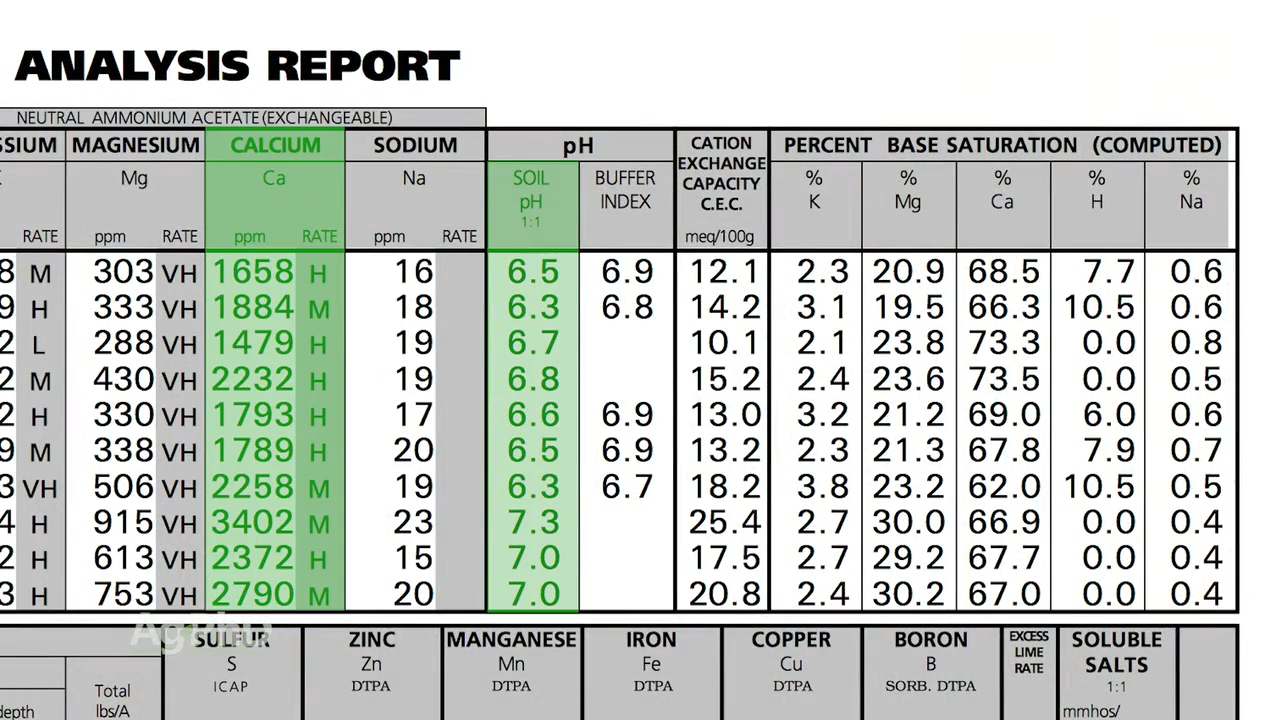 ANALYSIS REPORT
NEUTRAL AMMONIUM ACETATE (EXCHANGEABLE)
SSIUM MAGNESIUM CALCIUM SODIUM pH CATION EXCHANGE CAPACITY C.E.C. PERCENT BASE SATURATION (COMPUTED)
Mg Ca Na SOIL pH 1:1 BUFFER INDEX % K % Mg % Ca % H % Na
RATE ppm RATE ppm RATE ppm RATE meq/100g
8 M 303 VH 1658 H 16 6.5 6.9 12.1 2.3 20.9 68.5 7.7 0.6
9 H 333 VH 1884 M 18 6.3 6.8 14.2 3.1 19.5 66.3 10.5 0.6
2 L 288 VH 1479 H 19 6.7 10.1 2.1 23.8 73.3 0.0 0.8
2 M 430 VH 2232 H 19 6.8 15.2 2.4 23.6 73.5 0.0 0.5
2 H 330 VH 1793 H 17 6.6 6.9 13.0 3.2 21.2 69.0 6.0 0.6
9 M 338 VH 1789 H 20 6.5 6.9 13.2 2.3 21.3 67.8 7.9 0.7
3 VH 506 VH 2258 M 19 6.3 6.7 18.2 3.8 23.2 62.0 10.5 0.5
4 H 915 VH 3402 M 23 7.3 25.4 2.7 30.0 66.9 0.0 0.4
2 H 613 VH 2372 H 15 7.0 17.5 2.7 29.2 67.7 0.0 0.4
3 H 753 VH 2790 M 20 7.0 20.8 2.4 30.2 67.0 0.0 0.4
SULFUR ZINC MANGANESE IRON COPPER BORON EXCESS LIME RATE SOLUBLE SALTS
S Zn Mn Fe Cu B 1:1
ICAP DTPA DTPA DTPA DTPA SORB. DTPA
Total
lbs/A
depth mmhos/